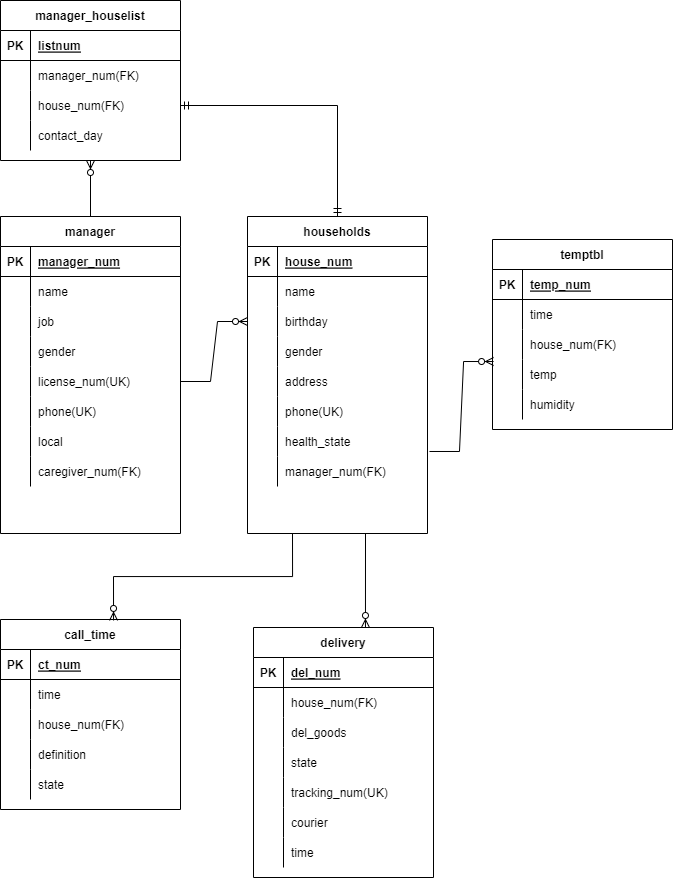 manager_houselist
PK listnum
manager_num(FK)
house_num(FK)
contact_day
manager
PK manager_num
name
job
gender
license_num(UK)
phone(UK)
local
caregiver_num(FK)
households
PK house_num
name
birthday
gender
address
phone(UK)
health_state
manager_num(FK)
temptbl
PK temp_num
time
house_num(FK)
temp
humidity
call_time
PK ct_num
time
house_num(FK)
definition
state
delivery
PK del_num
house_num(FK)
del_goods
state
tracking_num(UK)
courier
time